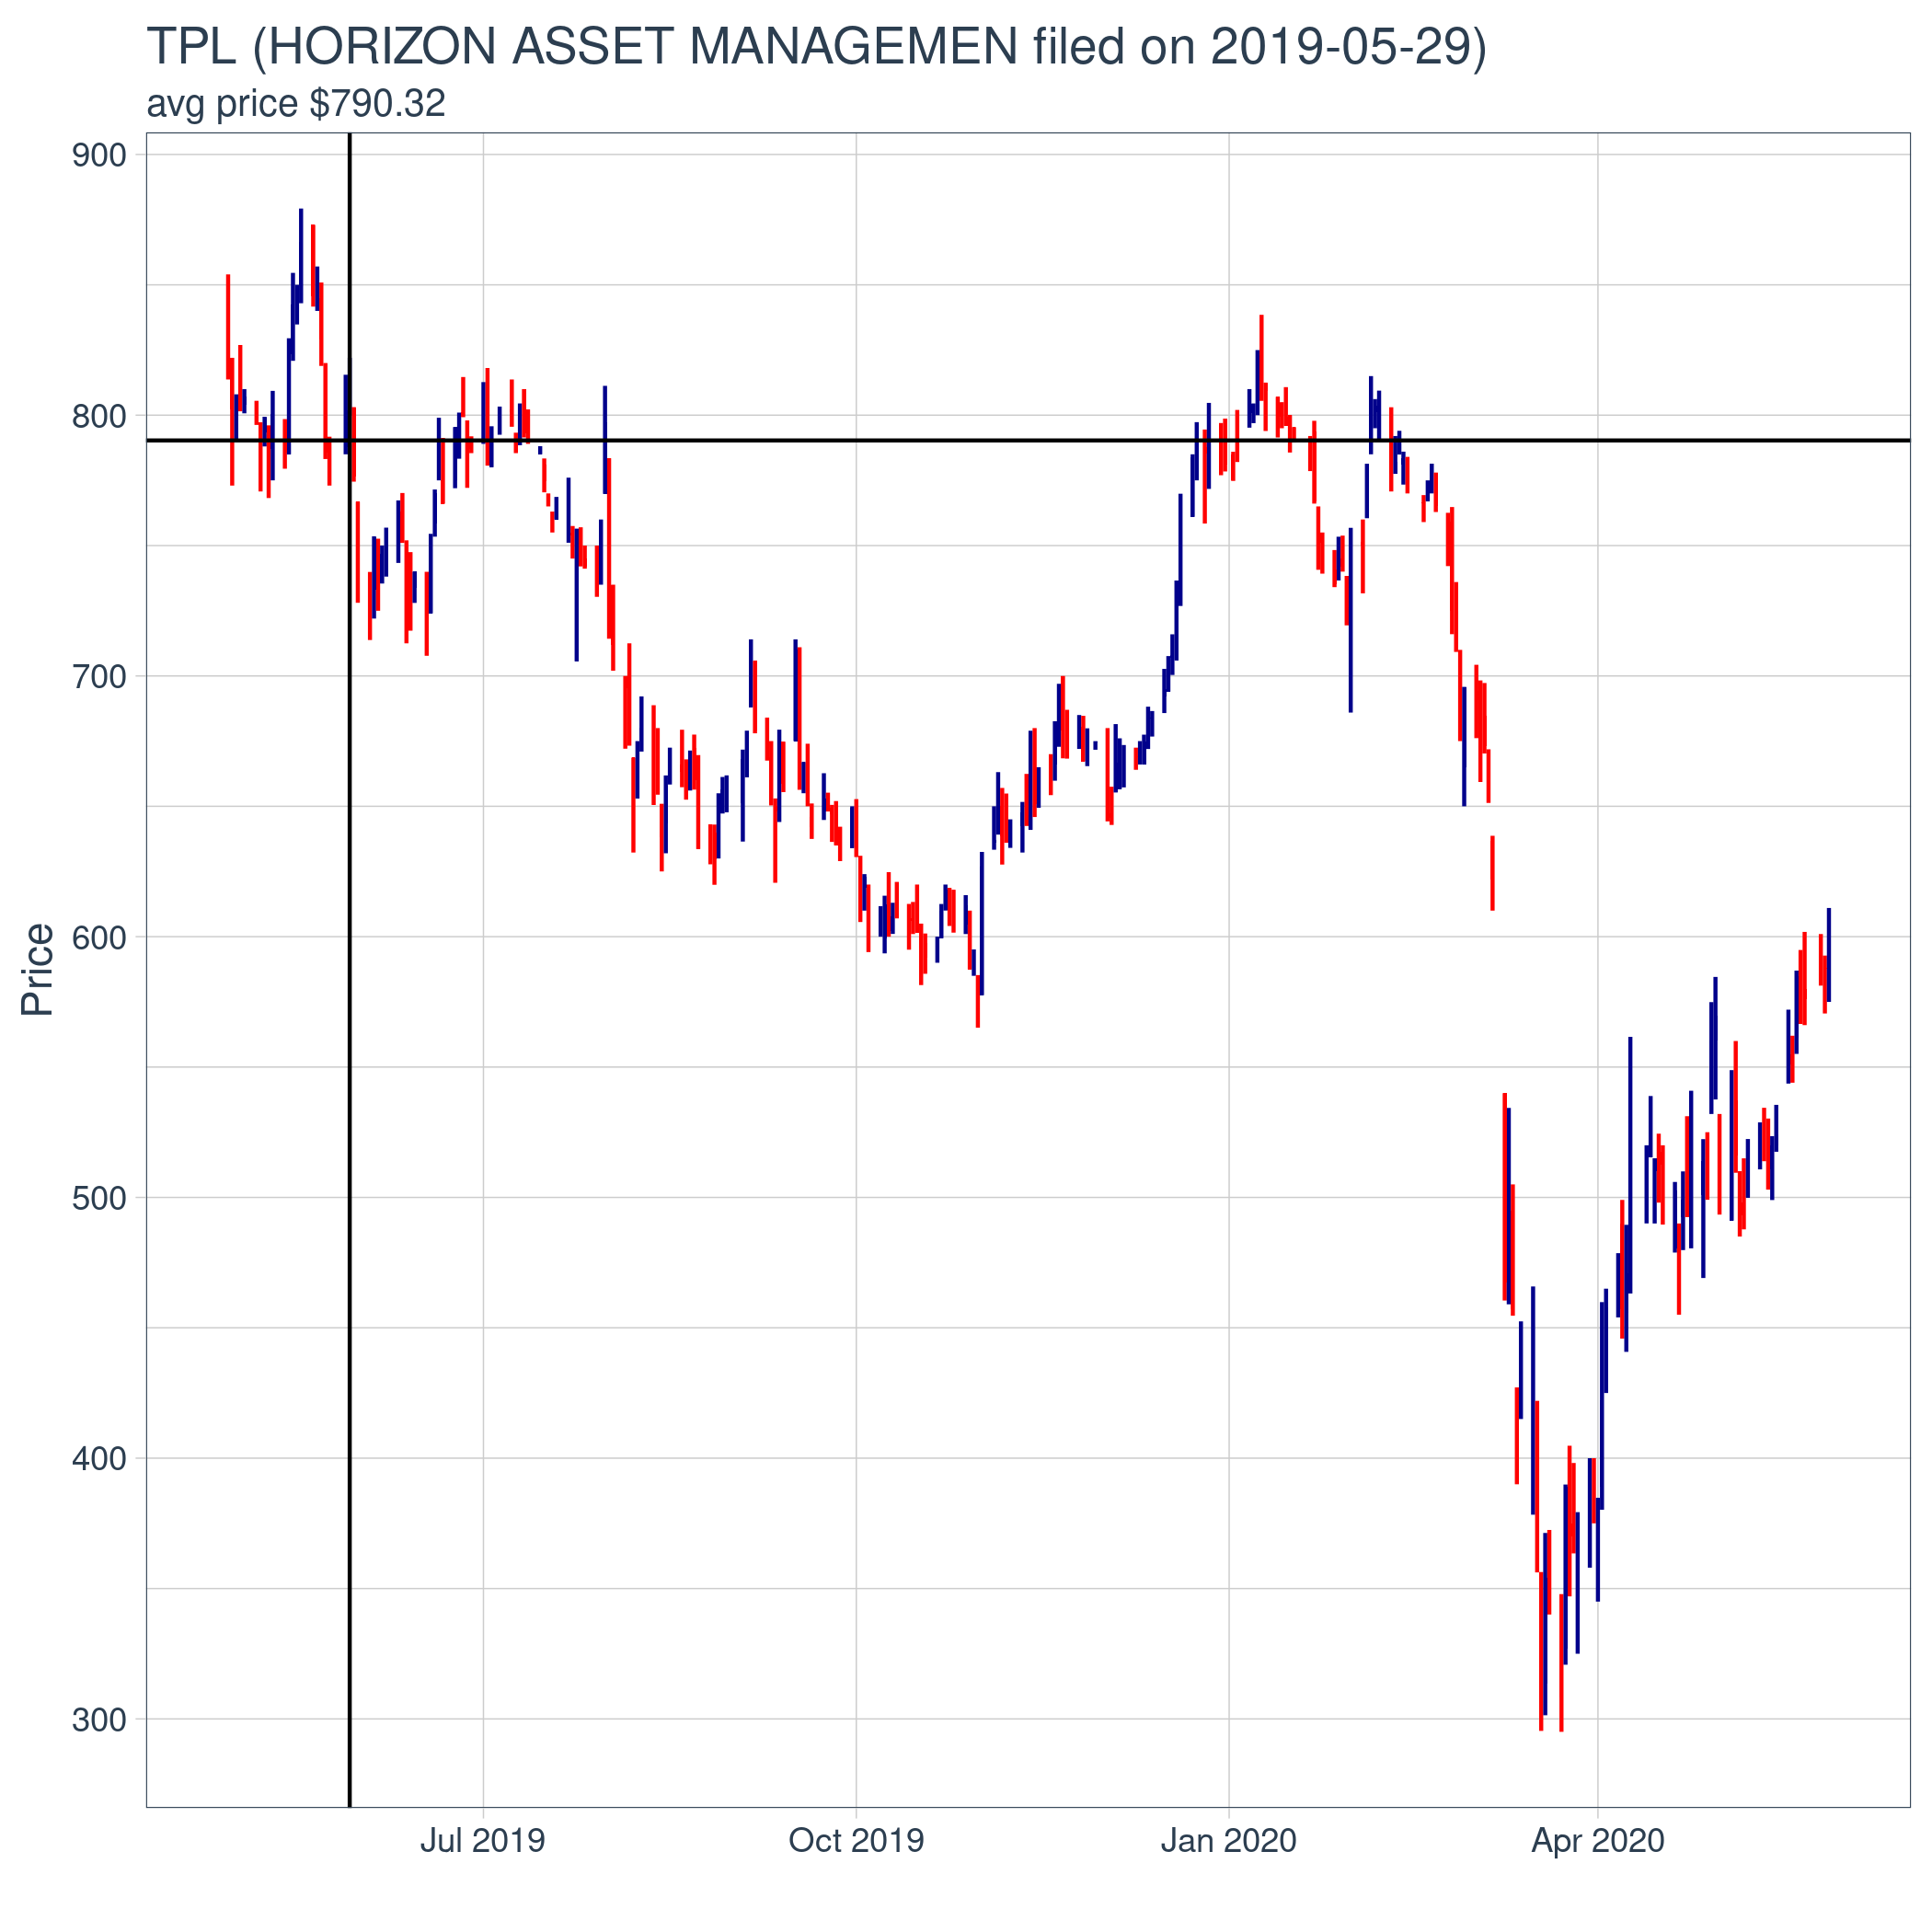 TPL (HORIZON ASSET MANAGEMEN filed on 2019-05-29)
avg price $790.32
900
800
700
600
500
400
300
Price
Jul 2019
Oct 2019
Jan 2020
Apr 2020